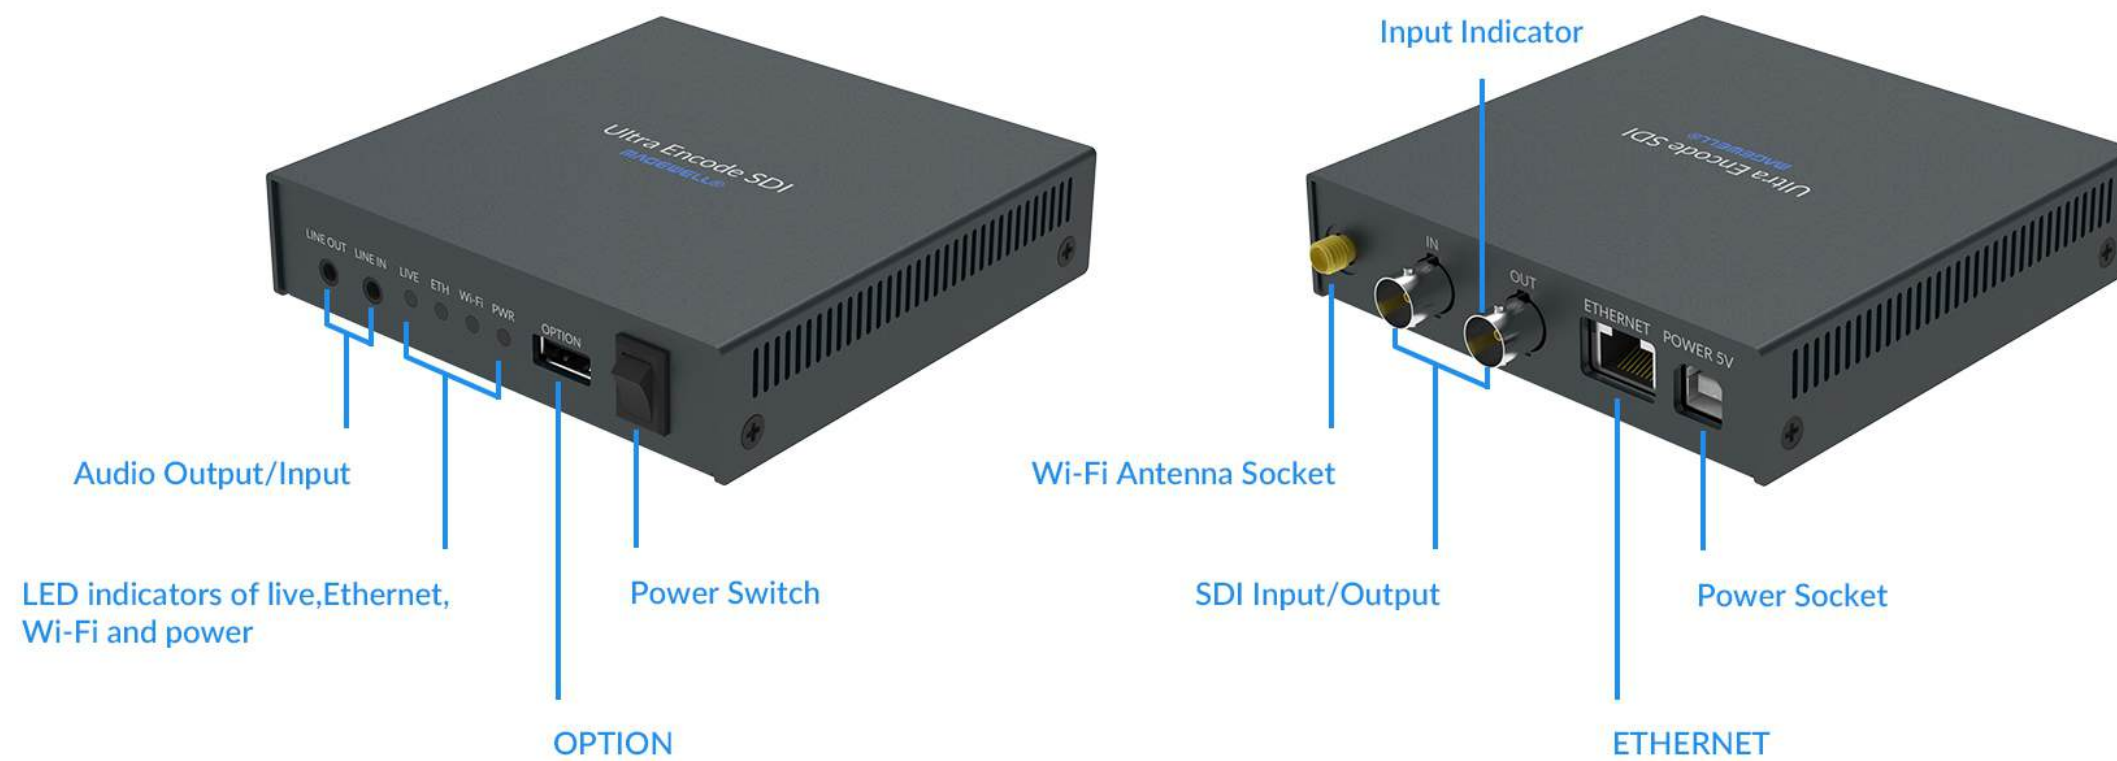 Ultra Encode SDI
MAGEWELL®
LINE OUT
LINE IN
LIVE
ETH
Wi-Fi
PWR
OPTION
Audio Output/Input
LED indicators of live,Ethernet,
Wi-Fi and power
OPTION
Power Switch
Input Indicator
Ultra Encode SDI
MAGEWELL®
IN
OUT
ETHERNET
POWER 5V
Wi-Fi Antenna Socket
SDI Input/Output
ETHERNET
Power Socket